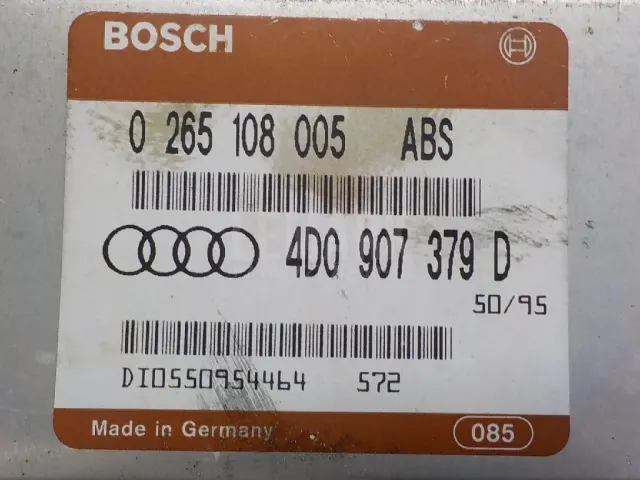 BOSCH
0 265 108 005 ABS
4D0 907 379 D
50/95
DI0550954464 572
Made in Germany 085